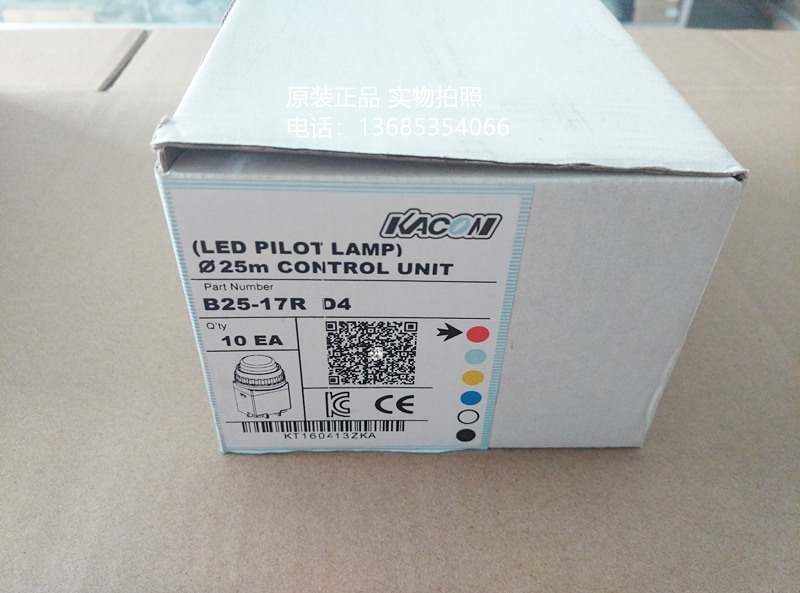 原装正品 实物拍照
电话：13685354066
KACON
(LED PILOT LAMP)
Ø25m CONTROL UNIT
Part Number
B25-17R D4
Q'ty
10 EA
CE
KT160413ZKA